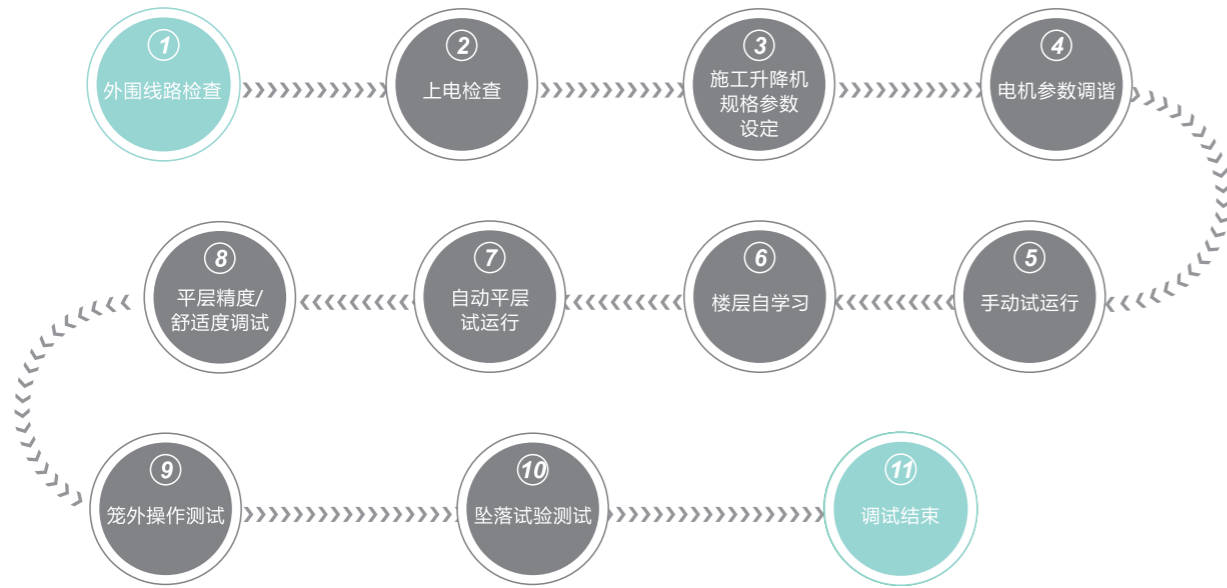 1
外围线路检查
2
上电检查
3
施工升降机
规格参数
设定
4
电机参数调谐
5
手动试运行
6
楼层自学习
7
自动平层
试运行
8
平层精度/
舒适度调试
9
笼外操作测试
10
坠落试验测试
11
调试结束